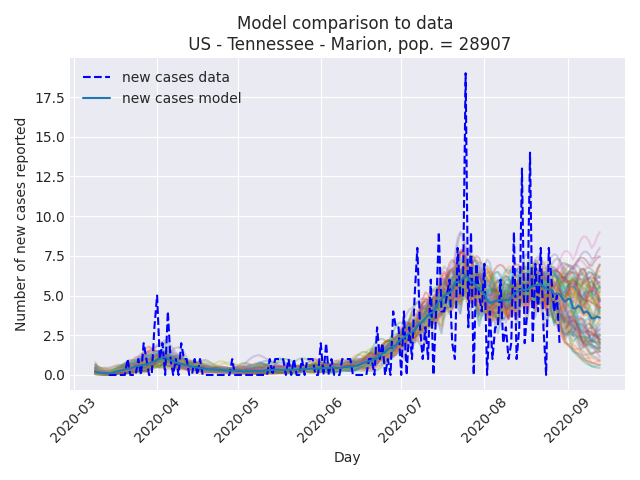 Model comparison to data
US - Tennessee - Marion, pop. = 28907
new cases data
new cases model
Number of new cases reported
17.5
15.0
12.5
10.0
7.5
5.0
2.5
0.0
2020-03
2020-04
2020-05
2020-06
2020-07
2020-08
2020-09
Day